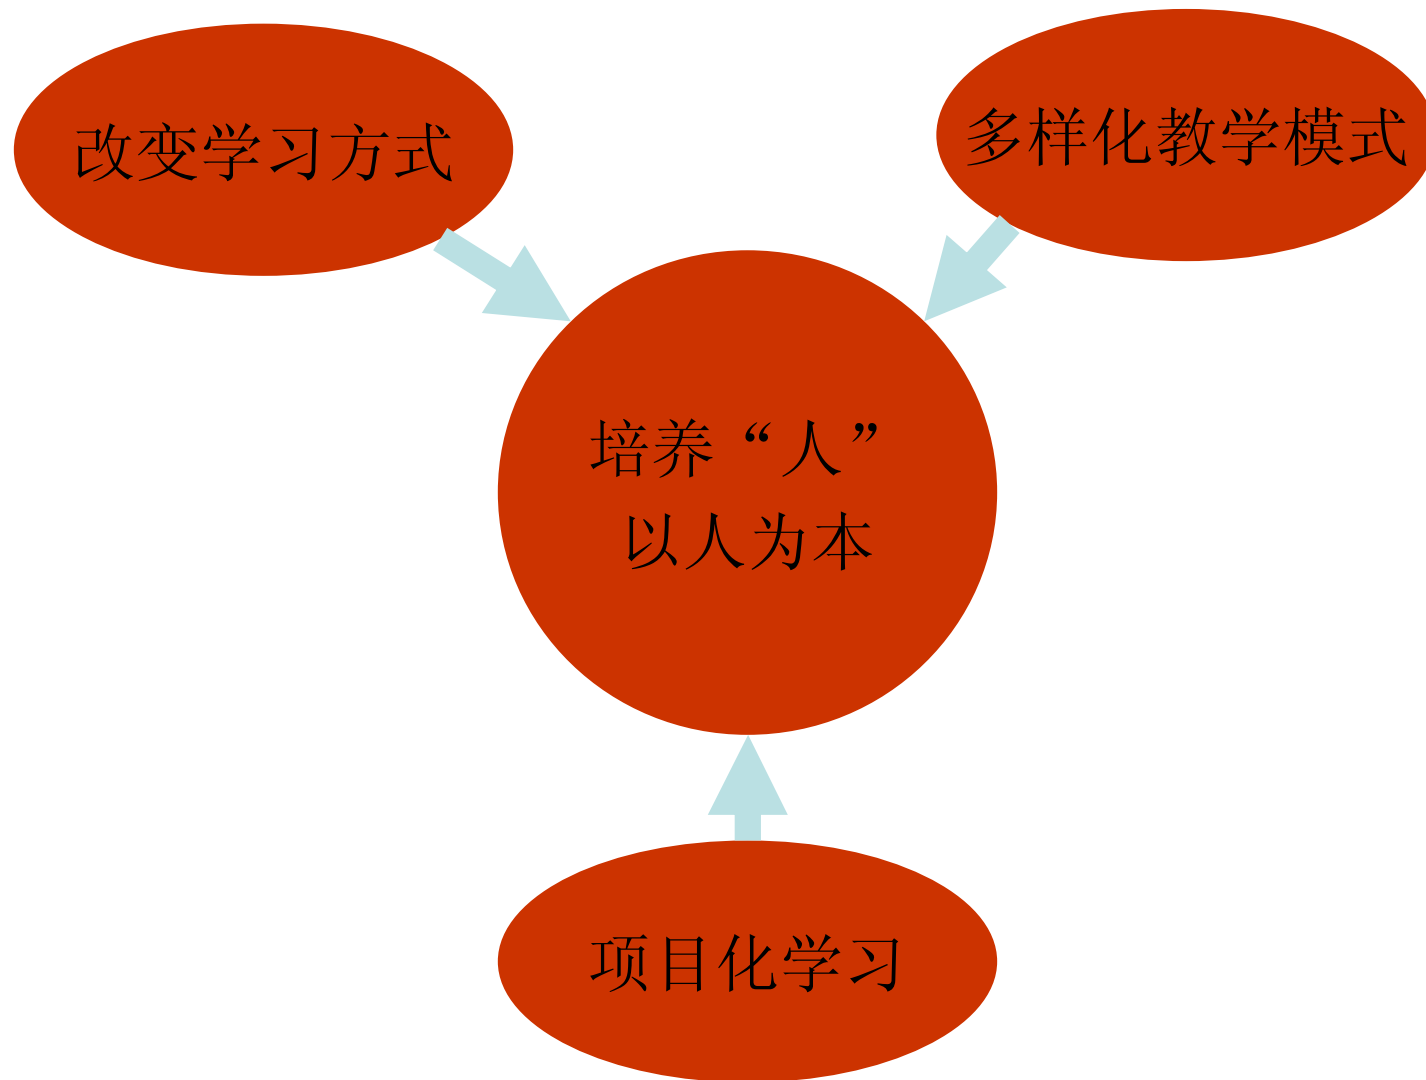 改变学习方式
多样化教学模式
培养“人”
以人为本
项目化学习